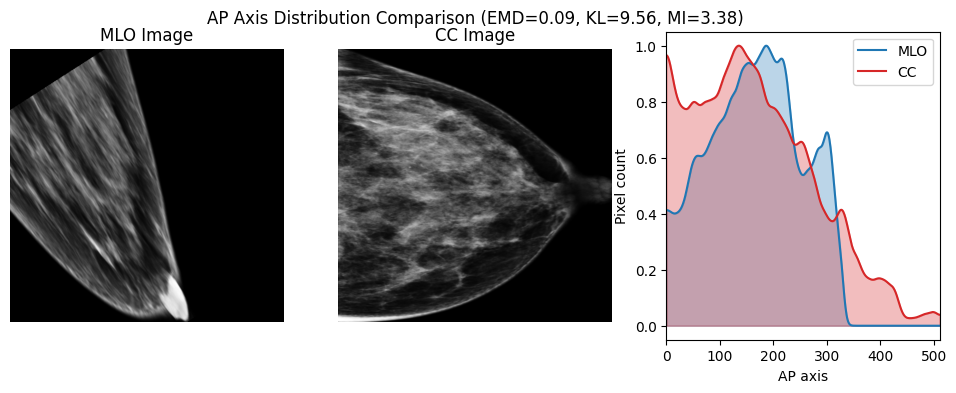 AP Axis Distribution Comparison (EMD=0.09, KL=9.56, MI=3.38)
MLO Image
CC Image
MLO
CC
Pixel count
1.0
0.8
0.6
0.4
0.2
0.0
0 100 200 300 400 500
AP axis